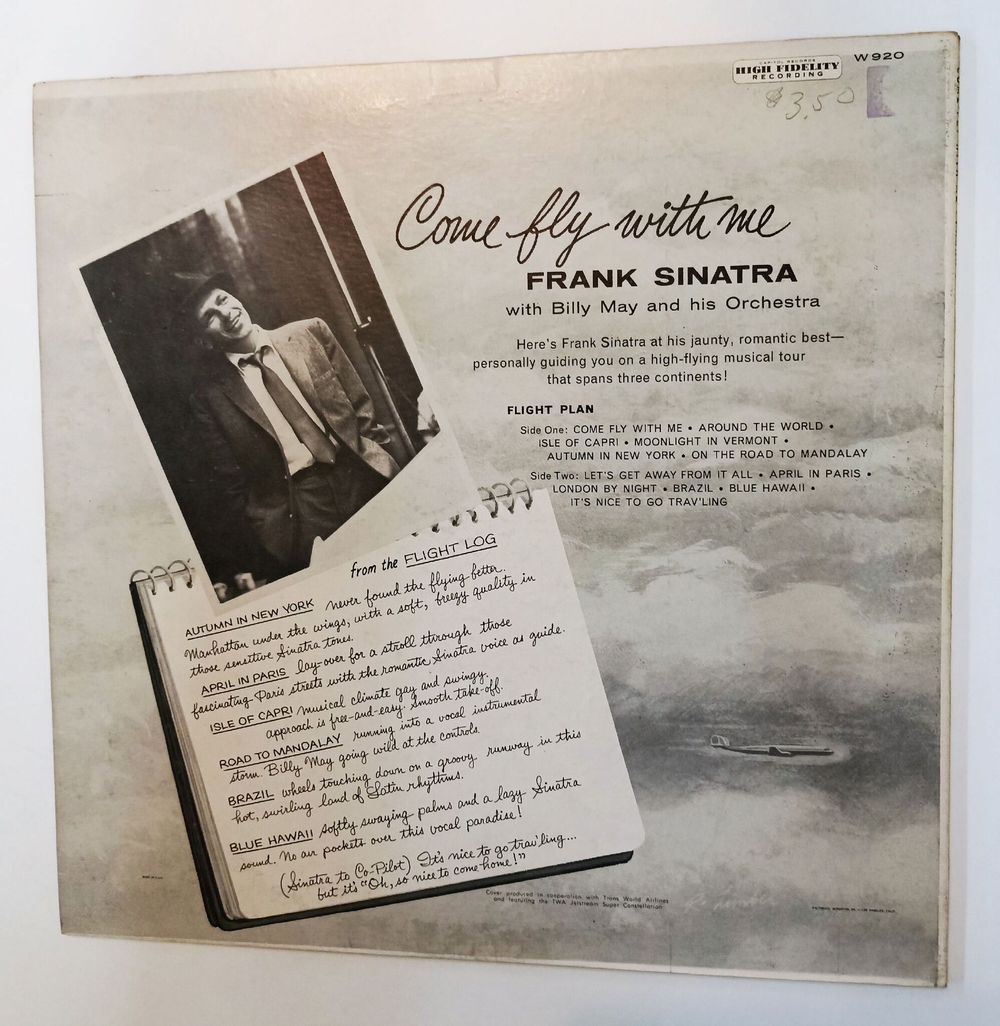 CAPITOL RECORDS
HIGH FIDELITY
RECORDING
W920
$3.50
Come fly with me
FRANK SINATRA
with Billy May and his Orchestra
Here's Frank Sinatra at his jaunty, romantic best—
personally guiding you on a high-flying musical tour
that spans three continents!
FLIGHT PLAN
Side One: COME FLY WITH ME • AROUND THE WORLD •
ISLE OF CAPRI • MOONLIGHT IN VERMONT •
AUTUMN IN NEW YORK • ON THE ROAD TO MANDALAY
Side Two: LET'S GET AWAY FROM IT ALL • APRIL IN PARIS •
LONDON BY NIGHT • BRAZIL • BLUE HAWAII •
IT'S NICE TO GO TRAV'LING
from the FLIGHT LOG
AUTUMN IN NEW YORK never found the flying better.
Manhattan under the wings, with a soft, breezy quality in
those sensitive Sinatra tones.
APRIL IN PARIS lay-over for a stroll through those
fascinating Paris streets with the romantic Sinatra voice as guide.
ISLE OF CAPRI musical climate gay and swingy.
approach is free-and-easy. Smooth take-off.
ROAD TO MANDALAY running into a vocal instrumental
storm. Billy May going wild at the controls.
BRAZIL wheels touching down on a groovy runway in this
hot, swirling land of Latin rhythms.
BLUE HAWAII softly swaying palms and a lazy Sinatra
sound. No air pockets over this vocal paradise!
(Sinatra to Co-Pilot) It's nice to go trav'ling...
but it's "Oh, so nice to come home!"
Cover produced in cooperation with Trans World Airlines
and featuring the TWA Jetstream Super Constellation